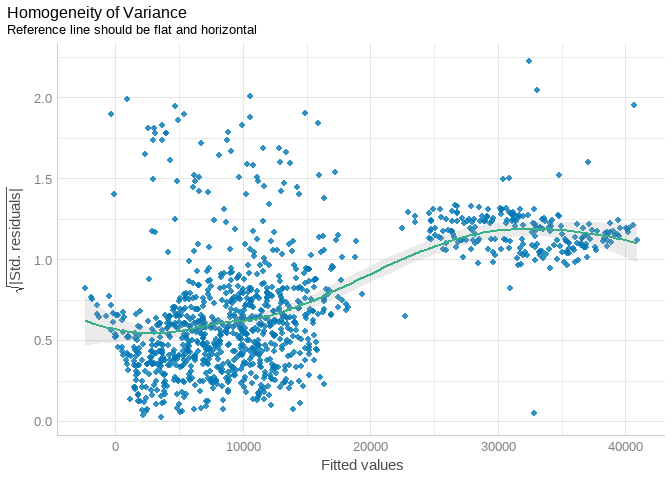 Homogeneity of Variance
Reference line should be flat and horizontal
√|Std. residuals|
2.0
1.5
1.0
0.5
0.0
0 10000 20000 30000 40000
Fitted values